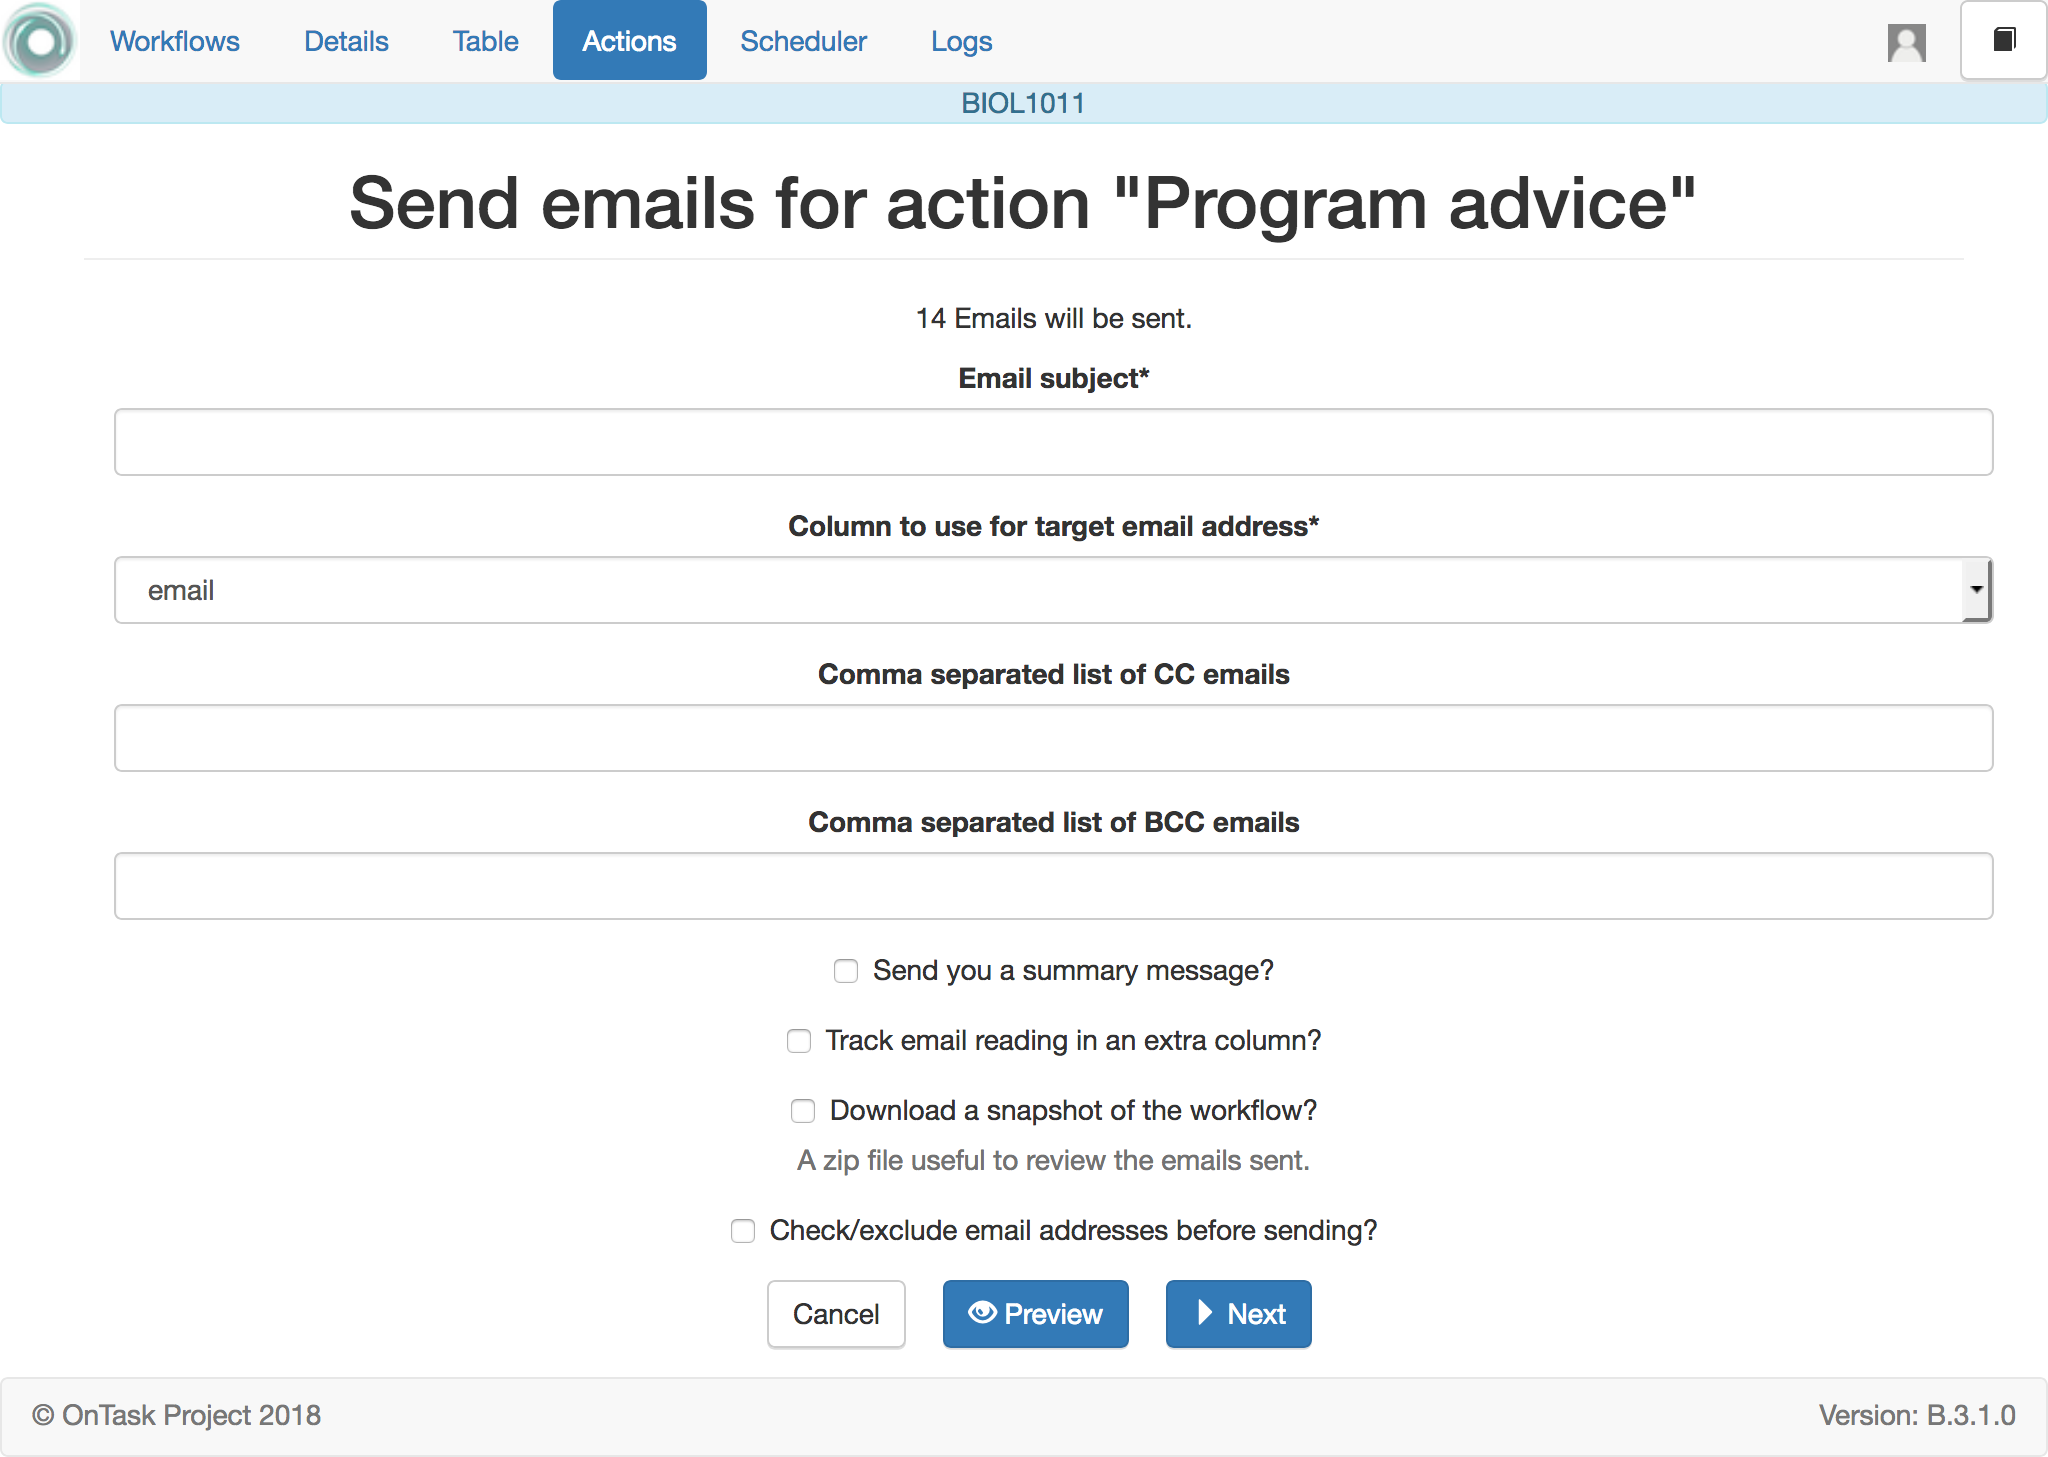 Workflows Details Table Actions Scheduler Logs
BIOL1011
Send emails for action "Program advice"
14 Emails will be sent.
Email subject*
Column to use for target email address*
email
Comma separated list of CC emails
Comma separated list of BCC emails
Send you a summary message?
Track email reading in an extra column?
Download a snapshot of the workflow?
A zip file useful to review the emails sent.
Check/exclude email addresses before sending?
Cancel Preview Next
© OnTask Project 2018 Version: B.3.1.0